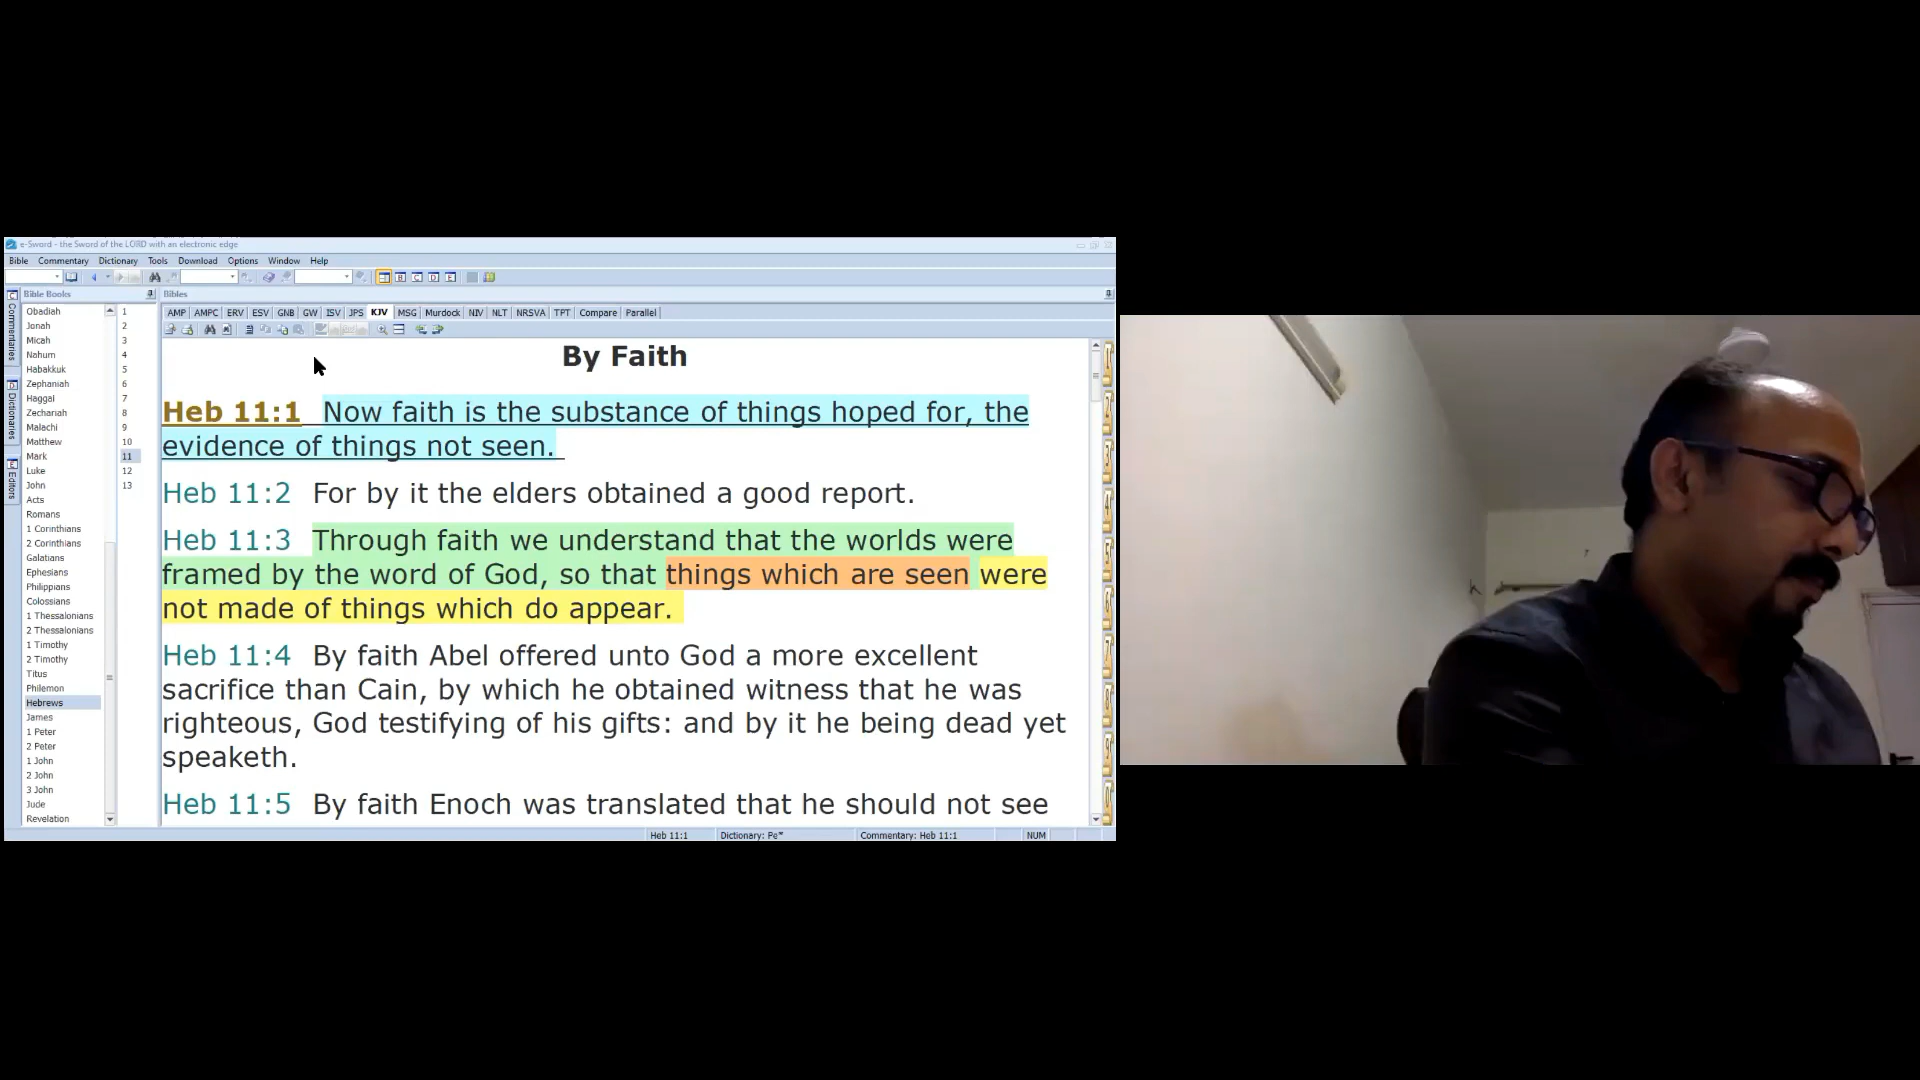 e-Sword - the Sword of the LORD with an electronic edge
Bible Commentary Dictionary Tools Download Options Window Help
Bible Books
Bibles
AMP AMPC ERV ESV GNB GW ISV JPS KJV MSG Murdock NIV NLT NRSVA TPT Compare Parallel
Commentaries
Dictionaries
Editors
Obadiah
Jonah
Micah
Nahum
Habakkuk
Zephaniah
Haggai
Zechariah
Malachi
Matthew
Mark
Luke
John
Acts
Romans
1 Corinthians
2 Corinthians
Galatians
Ephesians
Philippians
Colossians
1 Thessalonians
2 Thessalonians
1 Timothy
2 Timothy
Titus
Philemon
Hebrews
James
1 Peter
2 Peter
1 John
2 John
3 John
Jude
Revelation
1
2
3
4
5
6
7
8
9
10
11
12
13
By Faith
Heb 11:1 Now faith is the substance of things hoped for, the
evidence of things not seen.
Heb 11:2 For by it the elders obtained a good report.
Heb 11:3 Through faith we understand that the worlds were
framed by the word of God, so that things which are seen were
not made of things which do appear.
Heb 11:4 By faith Abel offered unto God a more excellent
sacrifice than Cain, by which he obtained witness that he was
righteous, God testifying of his gifts: and by it he being dead yet
speaketh.
Heb 11:5 By faith Enoch was translated that he should not see
Heb 11:1 Dictionary: Pe* Commentary: Heb 11:1 NUM